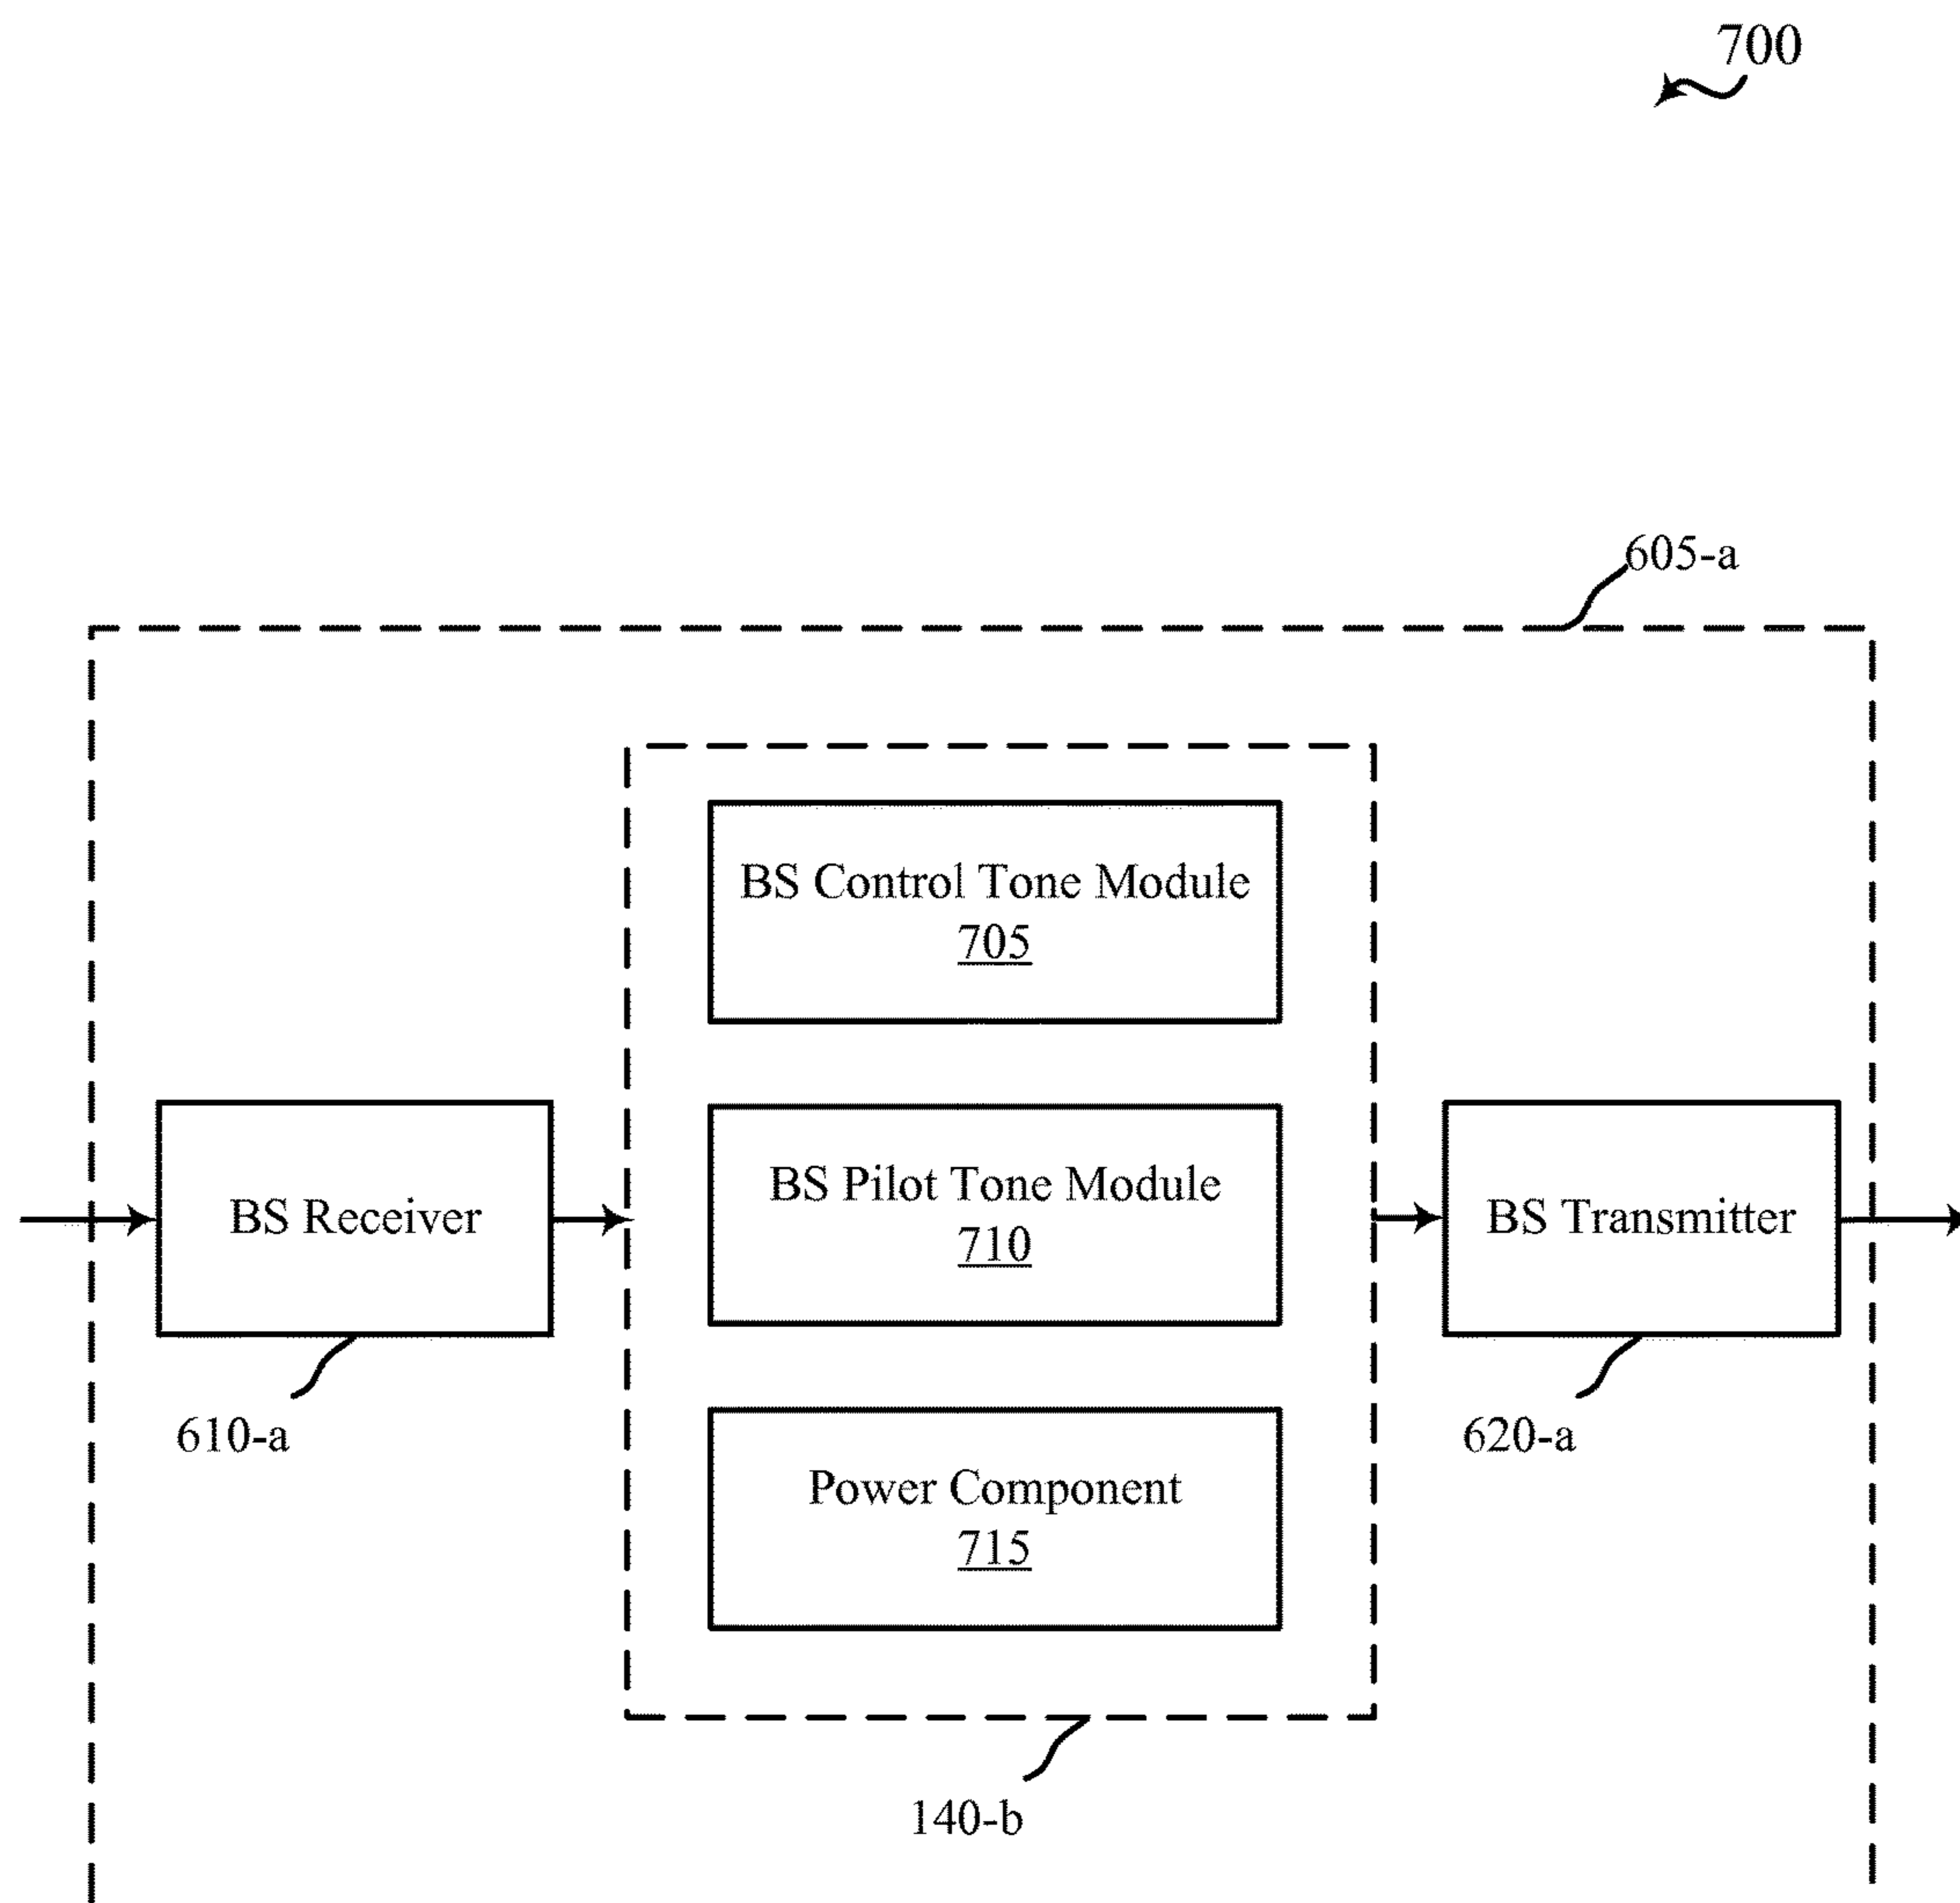 700
605-a
BS Control Tone Module
705
BS Receiver
BS Pilot Tone Module
710
BS Transmitter
610-a
620-a
Power Component
715
140-b